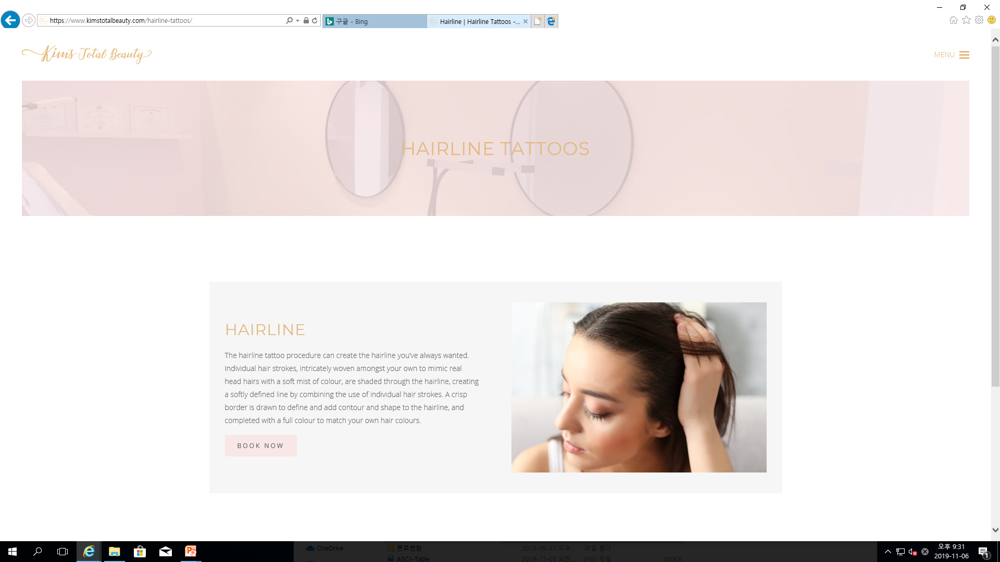 https://www.kimstotalbeauty.com/hairline-tattoos/
구글 - Bing
Hairline | Hairline Tattoos -...
Kim's Total Beauty
MENU
HAIRLINE TATTOOS
HAIRLINE
The hairline tattoo procedure can create the hairline you've always wanted.
Individual hair strokes, intricately woven amongst your own to mimic real
head hairs with a soft mist of colour, are shaded through the hairline, creating
a softly defined line by combining the use of individual hair strokes. A crisp
border is drawn to define and add contour and shape to the hairline, and
completed with a full colour to match your own hair colours.
BOOK NOW
OneDrive
폰트변환
2019-09-27 오후...
파일 폴더
ASCII-Table
2019-11-05 오전...
PNG 파일
400KB
오후 9:31
2019-11-06
1